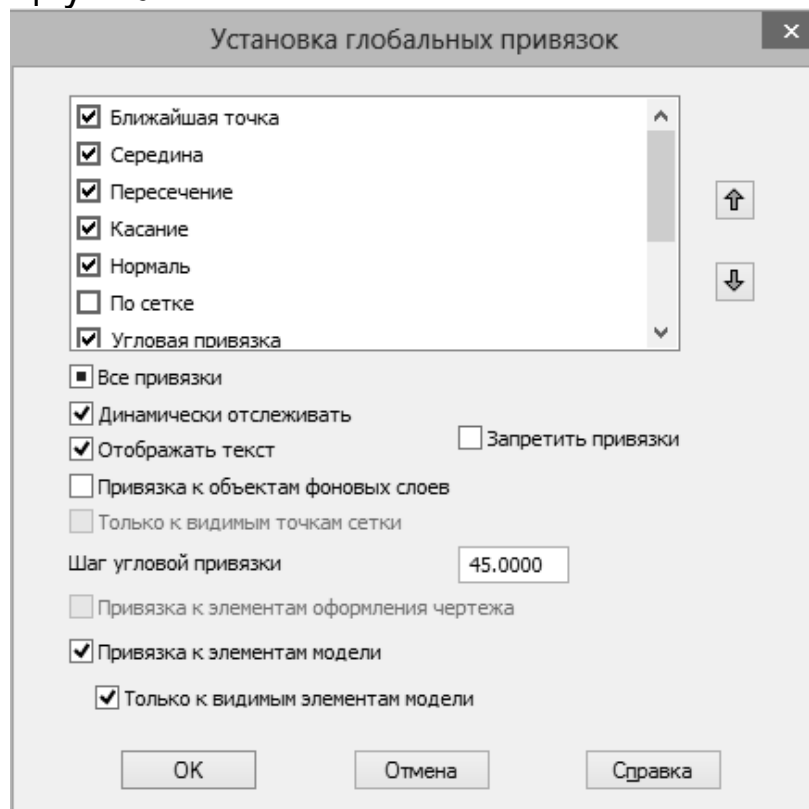 Установка глобальных привязок
Ближайшая точка
Середина
Пересечение
Касание
Нормаль
По сетке
Угловая привязка
Все привязки
Динамически отслеживать
Отображать текст
Запретить привязки
Привязка к объектам фоновых слоев
Только к видимым точкам сетки
Шаг угловой привязки 45.0000
Привязка к элементам оформления чертежа
Привязка к элементам модели
Только к видимым элементам модели
OK Отмена Справка